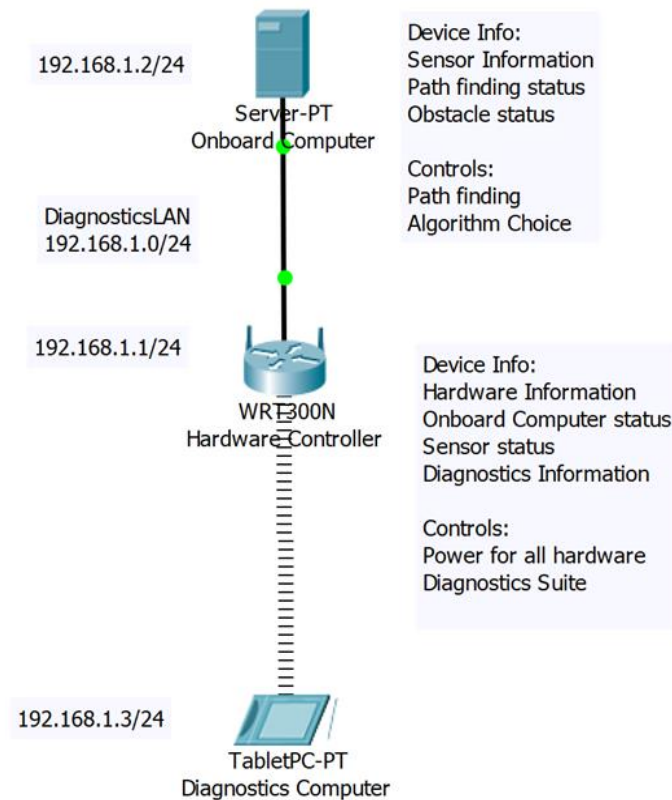 192.168.1.2/24
Server-PT
Onboard Computer
Device Info:
Sensor Information
Path finding status
Obstacle status
Controls:
Path finding
Algorithm Choice
DiagnosticsLAN
192.168.1.0/24
192.168.1.1/24
WRT300N
Hardware Controller
Device Info:
Hardware Information
Onboard Computer status
Sensor status
Diagnostics Information
Controls:
Power for all hardware
Diagnostics Suite
192.168.1.3/24
TabletPC-PT
Diagnostics Computer